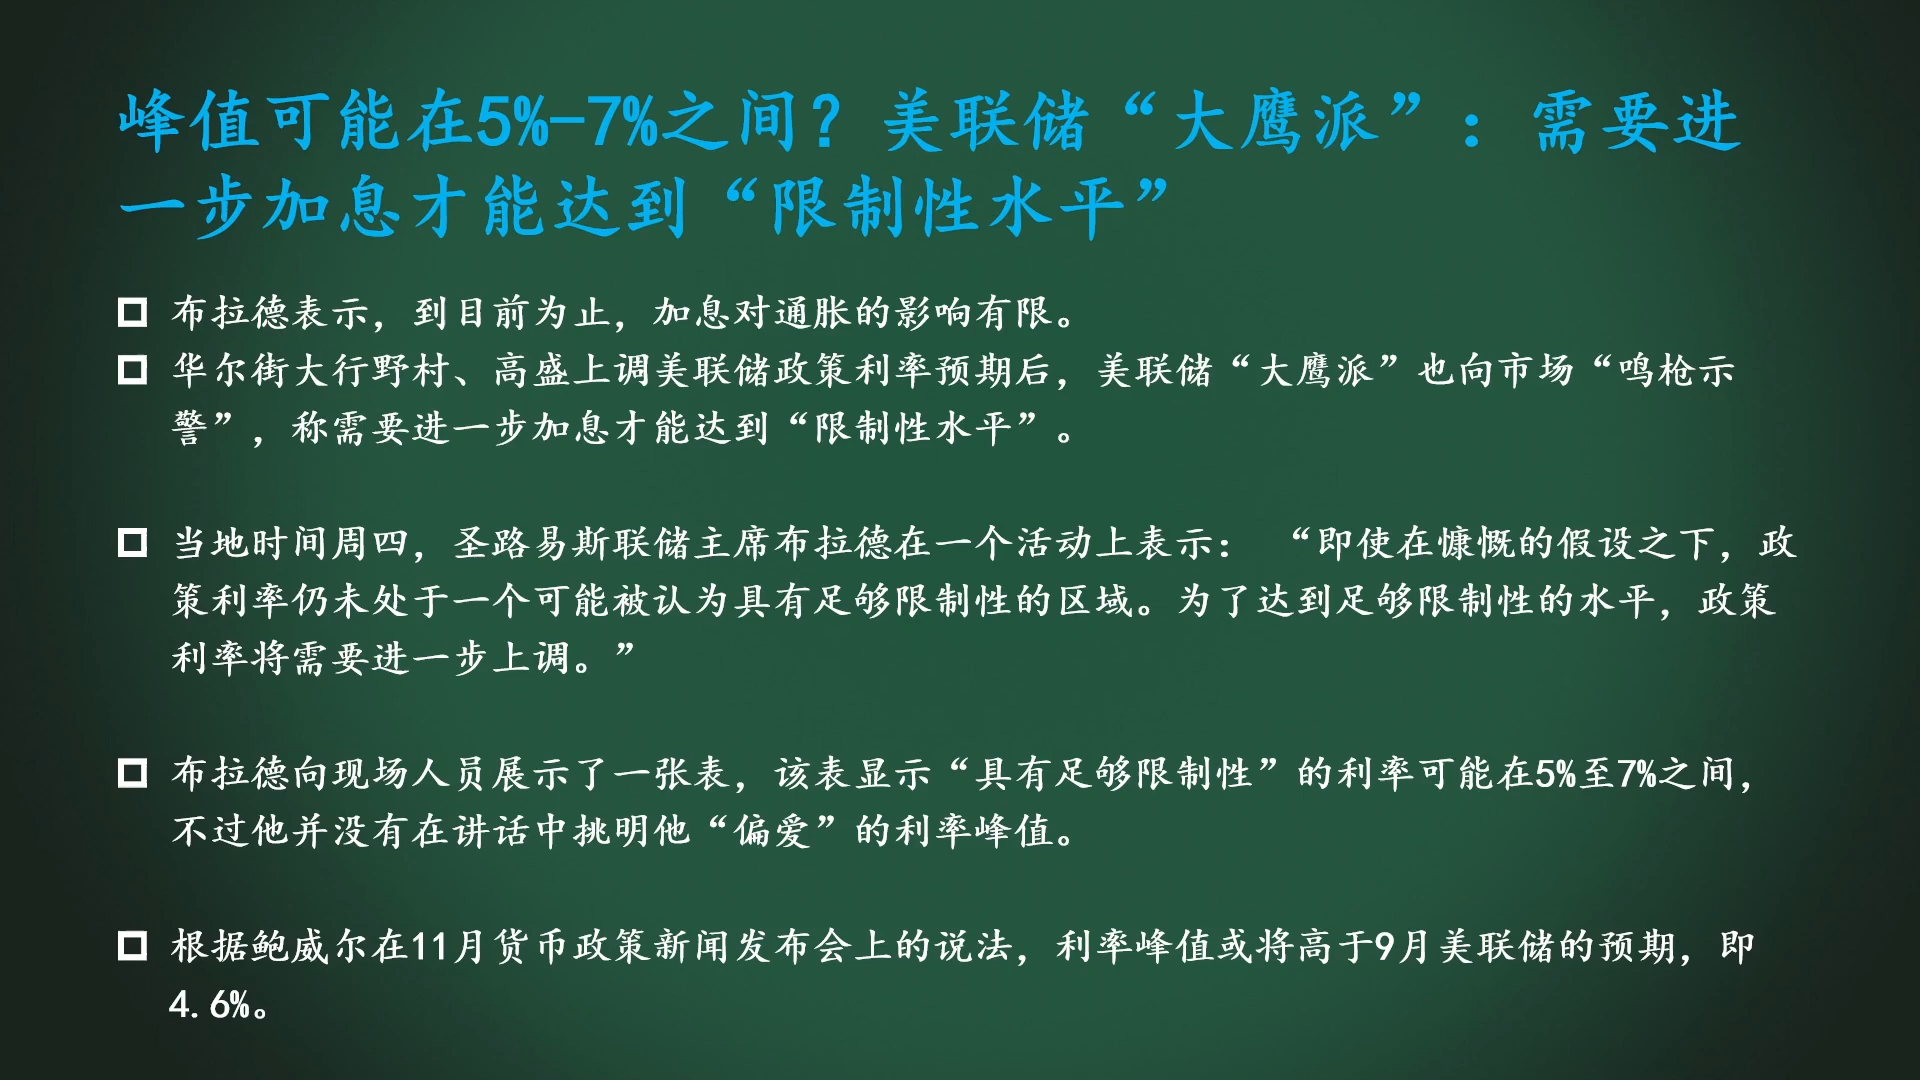 峰值可能在5%-7%之间？美联储“大鹰派”：需要进
一步加息才能达到“限制性水平”
布拉德表示，到目前为止，加息对通胀的影响有限。
华尔街大行野村、高盛上调美联储政策利率预期后，美联储“大鹰派”也向市场“鸣枪示
警”，称需要进一步加息才能达到“限制性水平”。
当地时间周四，圣路易斯联储主席布拉德在一个活动上表示： “即使在慷慨的假设之下，政
策利率仍未处于一个可能被认为具有足够限制性的区域。为了达到足够限制性的水平，政策
利率将需要进一步上调。”
布拉德向现场人员展示了一张表，该表显示“具有足够限制性”的利率可能在5%至7%之间，
不过他并没有在讲话中挑明他“偏爱”的利率峰值。
根据鲍威尔在11月货币政策新闻发布会上的说法，利率峰值或将高于9月美联储的预期，即
4.6%。